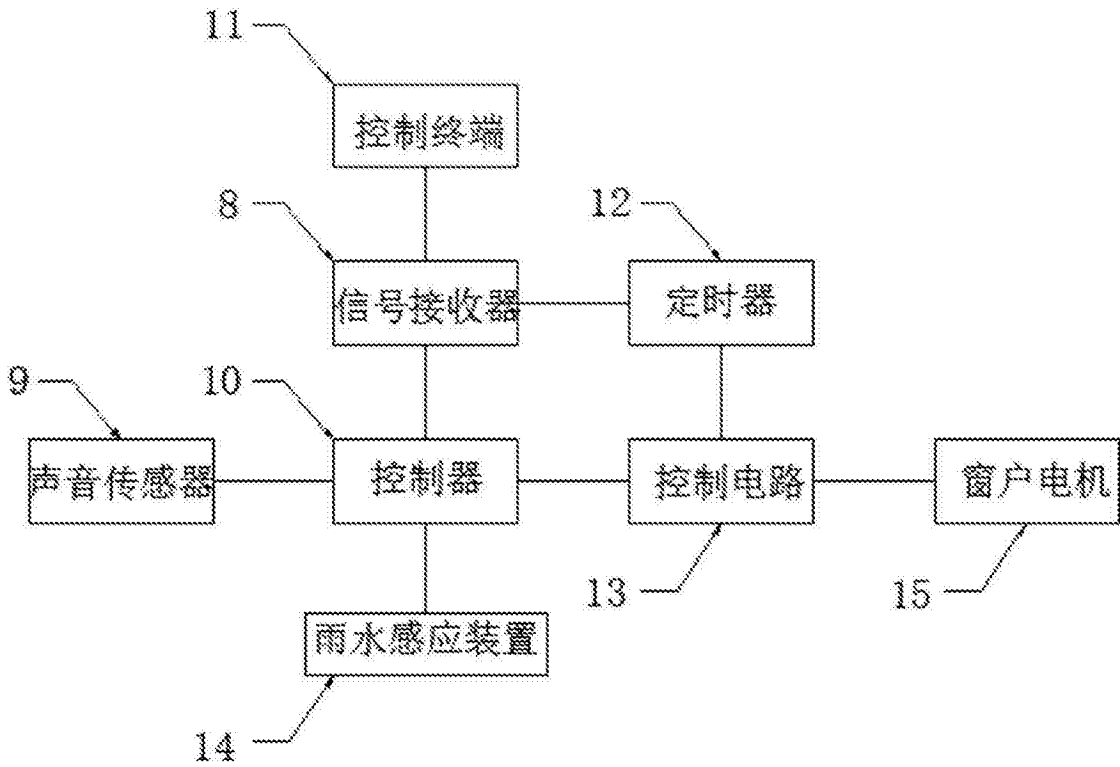 11
控制终端
8
12
信号接收器
定时器
9
10
声音传感器
控制器
控制电路
窗户电机
13
15
雨水感应装置
14